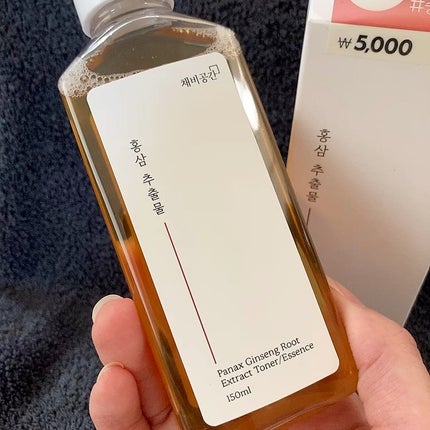 채비공간
홍삼 추출물
Panax Ginseng Root
Extract Toner/Essence
150ml
₩5,000
홍삼 추출물